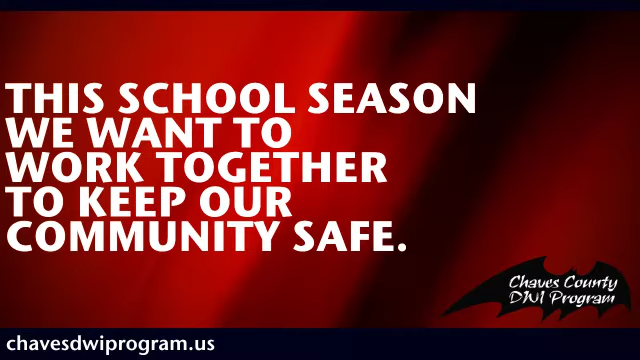 THIS SCHOOL SEASON
WE WANT TO
WORK TOGETHER
TO KEEP OUR
COMMUNITY SAFE.
Chaves County
DWI Program
chavesdwiprogram.us